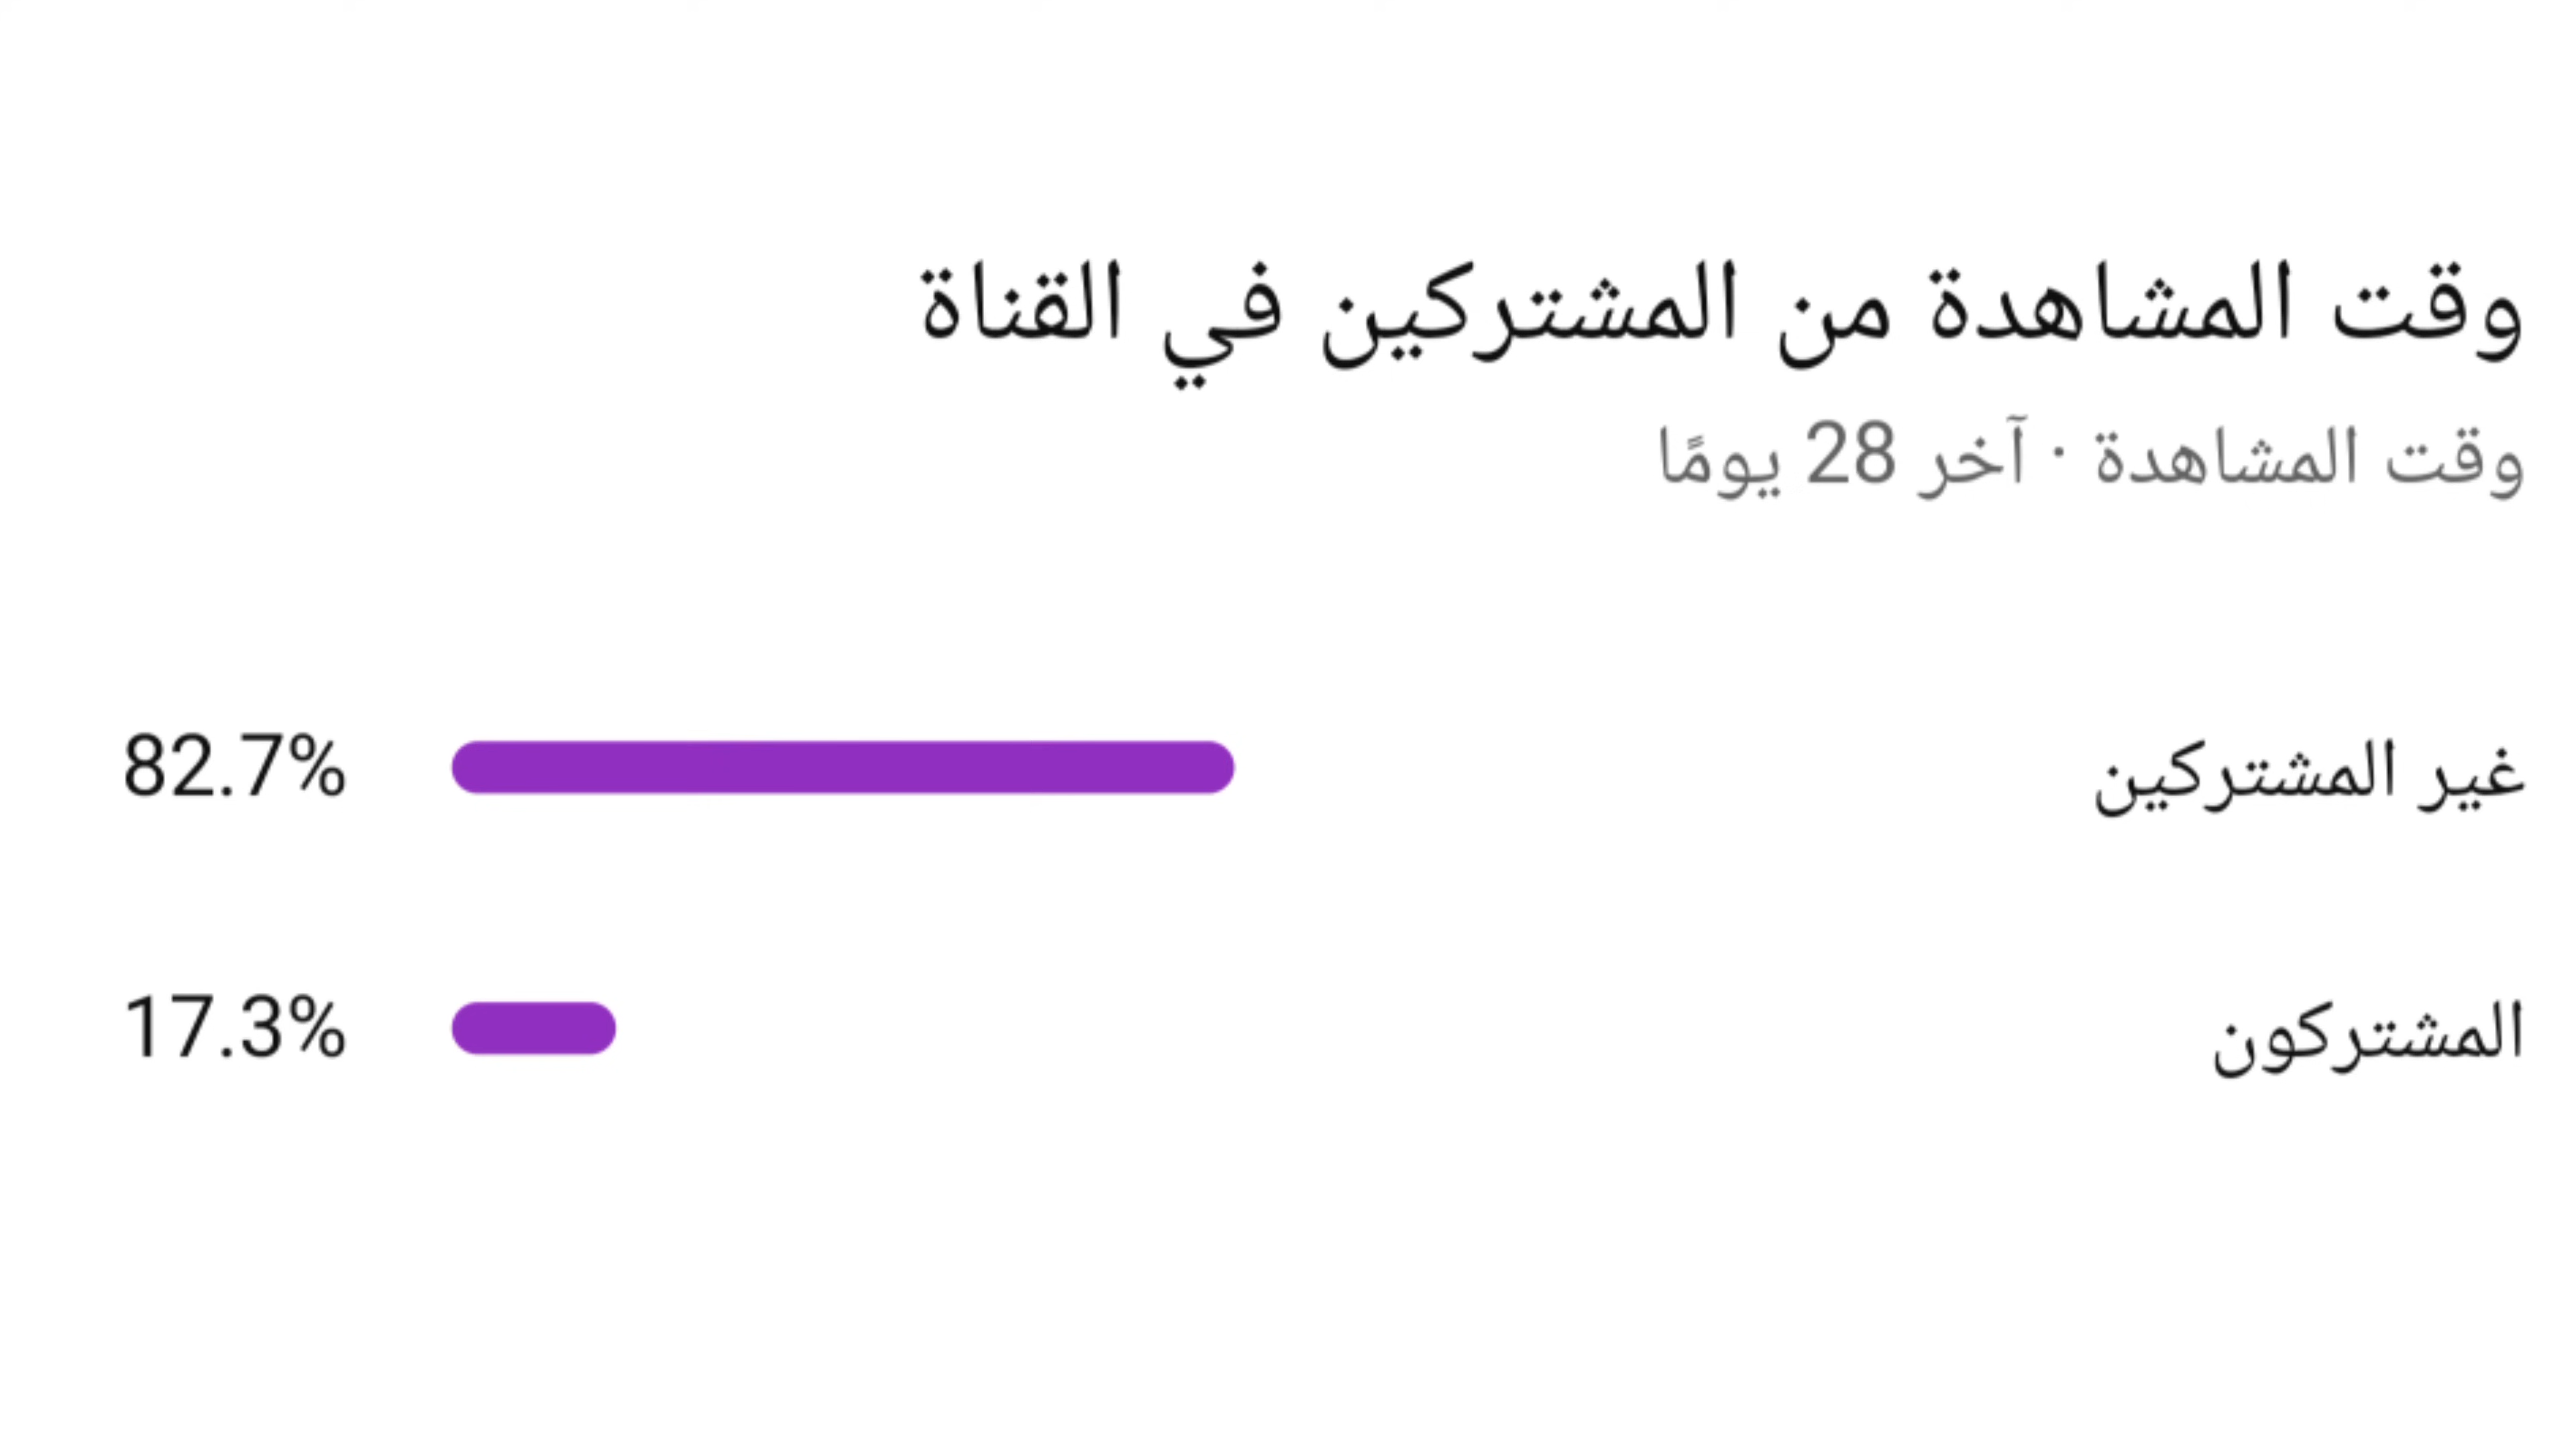 وقت المشاهدة من المشتركين في القناة
وقت المشاهدة · آخر 28 يومًا
غير المشتركين 82.7%
المشتركون 17.3%